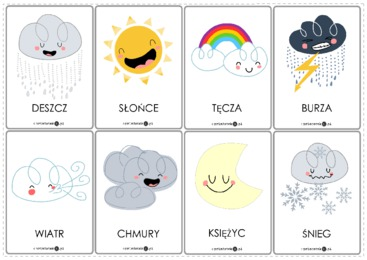 DESZCZ
SŁOŃCE
TĘCZA
BURZA
WIATR
CHMURY
KSIĘŻYC
ŚNIEG